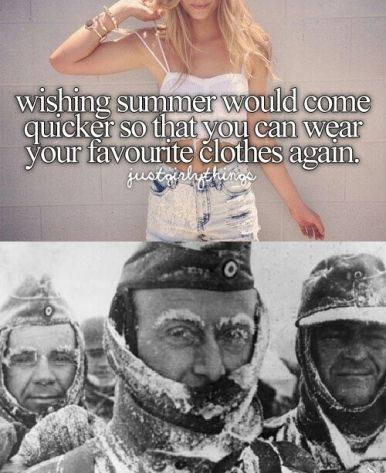 wishing summer would come
quicker so that you can wear
your favourite clothes again.
justgirlythings